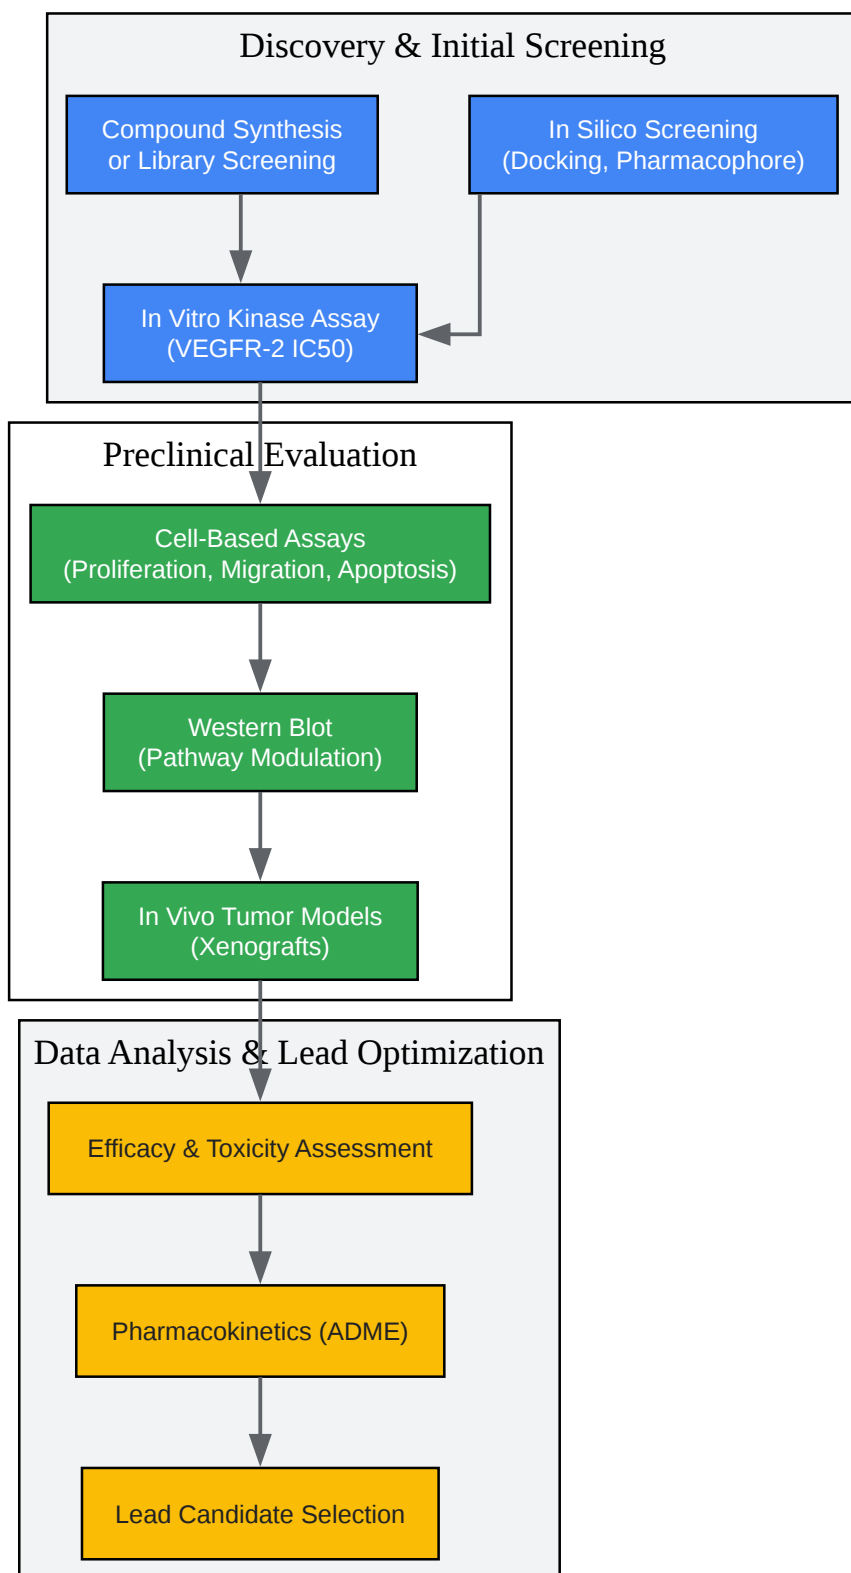 Discovery & Initial Screening
Compound Synthesis
or Library Screening
In Silico Screening
(Docking, Pharmacophore)
In Vitro Kinase Assay
(VEGFR-2 IC50)
Preclinical Evaluation
Cell-Based Assays
(Proliferation, Migration, Apoptosis)
Western Blot
(Pathway Modulation)
In Vivo Tumor Models
(Xenografts)
Data Analysis & Lead Optimization
Efficacy & Toxicity Assessment
Pharmacokinetics (ADME)
Lead Candidate Selection